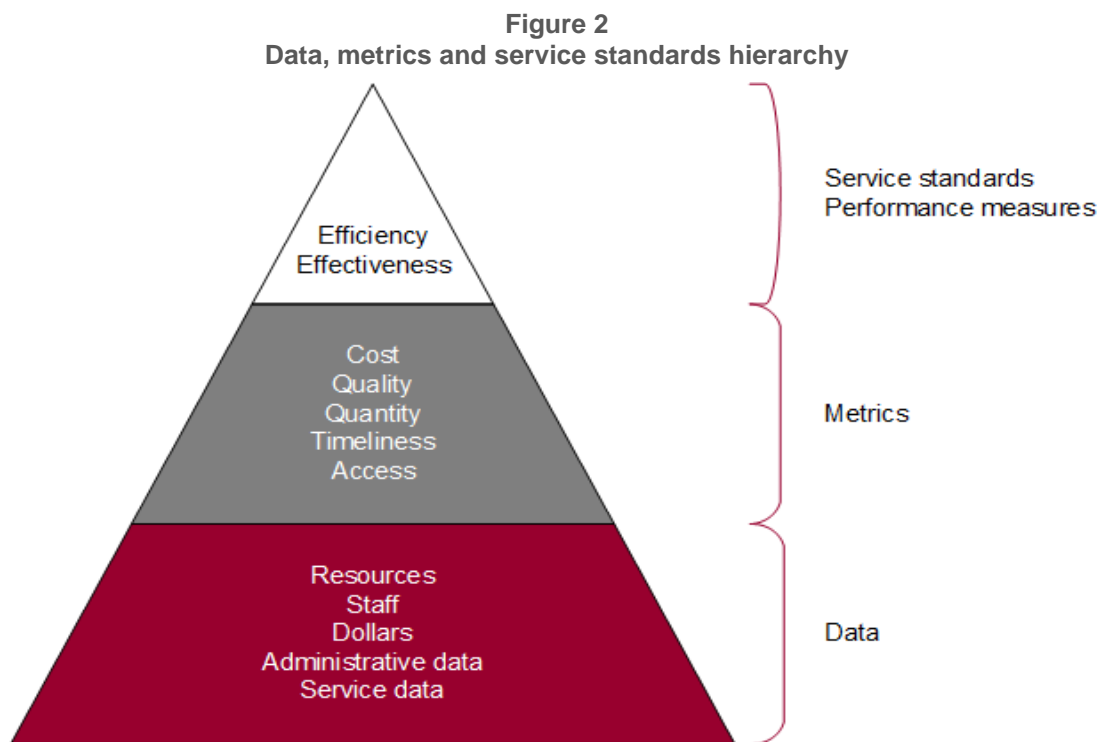 Figure 2
Data, metrics and service standards hierarchy
Efficiency
Effectiveness
Service standards
Performance measures
Cost
Quality
Quantity
Timeliness
Access
Metrics
Resources
Staff
Dollars
Administrative data
Service data
Data